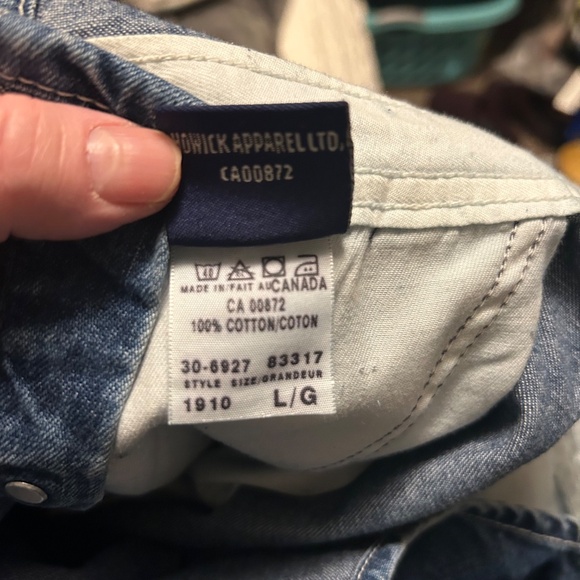 APPAREL LTD.
CA00872
40
MADE IN/FAIT AU CANADA
CA 00872
100% COTTON/COTON
30-6927 83317
STYLE SIZE/GRANDEUR
1910 L/G